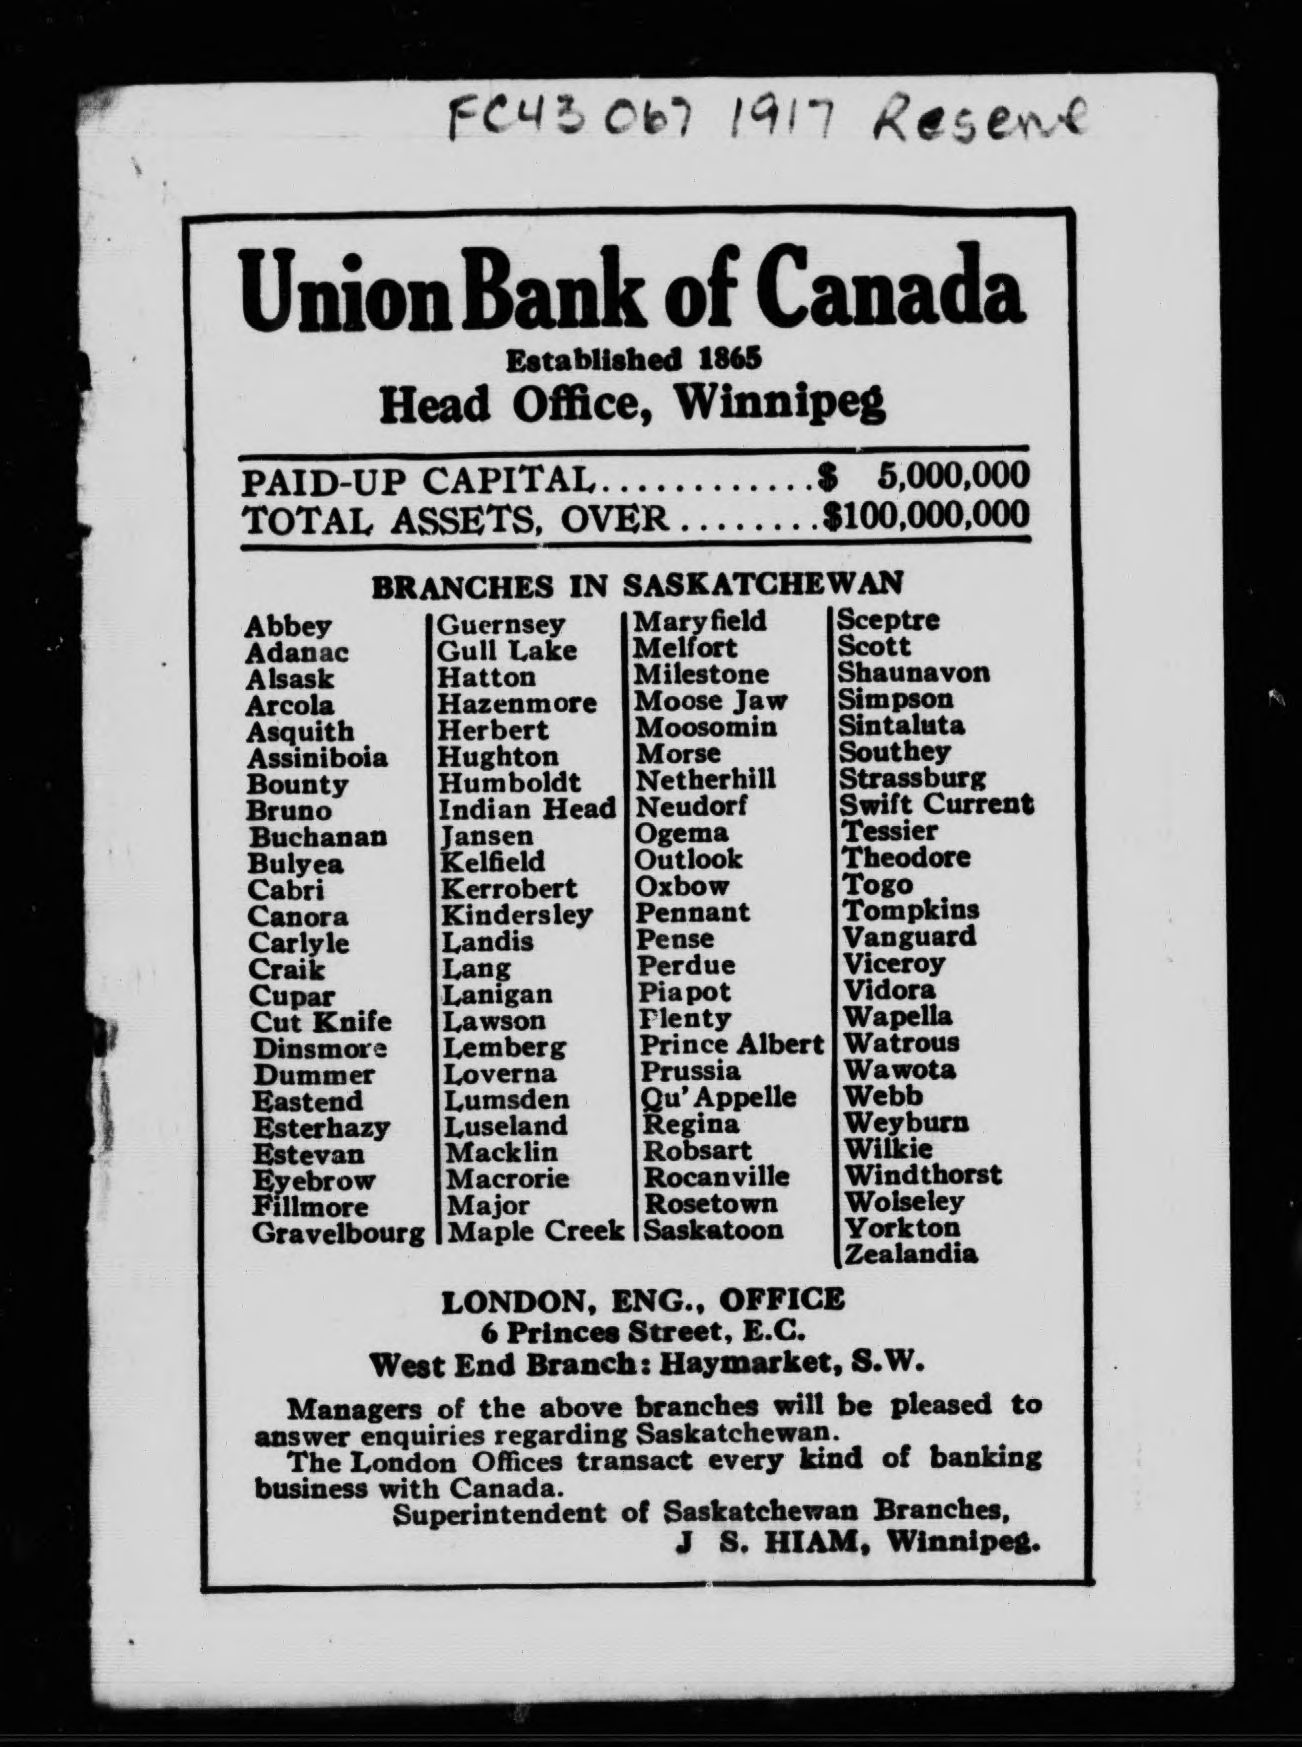 FC43 O67 1917 Reserve
Union Bank of Canada
Established 1865
Head Office, Winnipeg
PAID-UP CAPITAL............$ 5,000,000
TOTAL ASSETS, OVER........$100,000,000
BRANCHES IN SASKATCHEWAN
Abbey
Adanac
Alsask
Arcola
Asquith
Assiniboia
Bounty
Bruno
Buchanan
Bulyea
Cabri
Canora
Carlyle
Craik
Cupar
Cut Knife
Dinsmore
Dummer
Eastend
Esterhazy
Estevan
Eyebrow
Fillmore
Gravelbourg
Guernsey
Gull Lake
Hatton
Hazenmore
Herbert
Hughton
Humboldt
Indian Head
Jansen
Kelfield
Kerrobert
Kindersley
Landis
Lang
Lanigan
Lawson
Lemberg
Loverna
Lumsden
Luseland
Macklin
Macrorie
Major
Maple Creek
Maryfield
Melfort
Milestone
Moose Jaw
Moosomin
Morse
Netherhill
Neudorf
Ogema
Outlook
Oxbow
Pennant
Pense
Perdue
Piapot
Plenty
Prince Albert
Prussia
Qu'Appelle
Regina
Robsart
Rocanville
Rosetown
Saskatoon
Sceptre
Scott
Shaunavon
Simpson
Sintaluta
Southey
Strassburg
Swift Current
Tessier
Theodore
Togo
Tompkins
Vanguard
Viceroy
Vidora
Wapella
Watrous
Wawota
Webb
Weyburn
Wilkie
Windthorst
Wolseley
Yorkton
Zealandia
LONDON, ENG., OFFICE
6 Princes Street, E.C.
West End Branch: Haymarket, S.W.
Managers of the above branches will be pleased to
answer enquiries regarding Saskatchewan.
The London Offices transact every kind of banking
business with Canada.
Superintendent of Saskatchewan Branches,
J S. HIAM, Winnipeg.